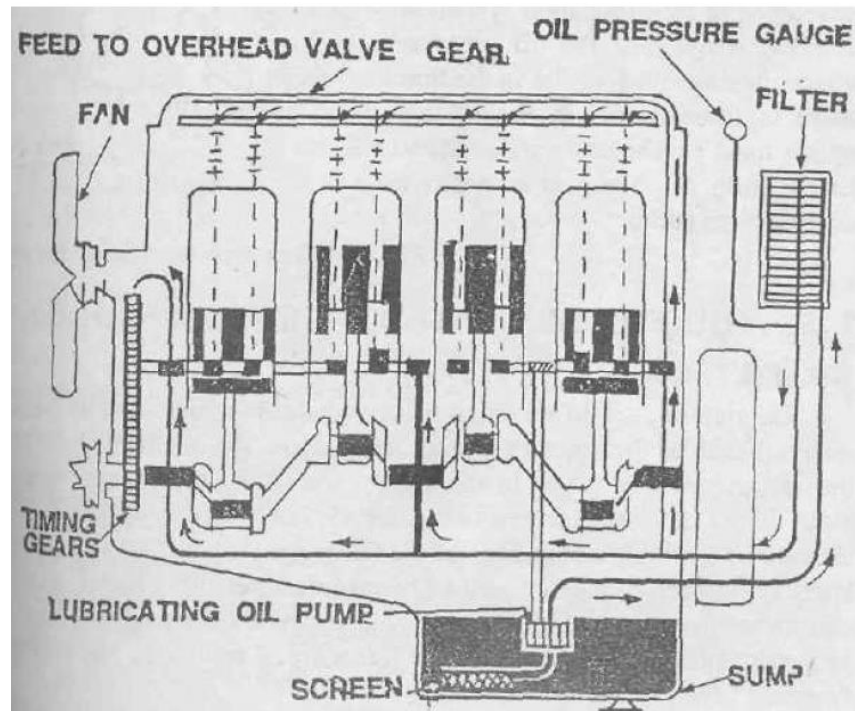 OIL PRESSURE GAUGE
FEED TO OVERHEAD VALVE GEAR
FAN
FILTER
TIMING
GEARS
LUBRICATING OIL PUMP
SCREEN
SUMP